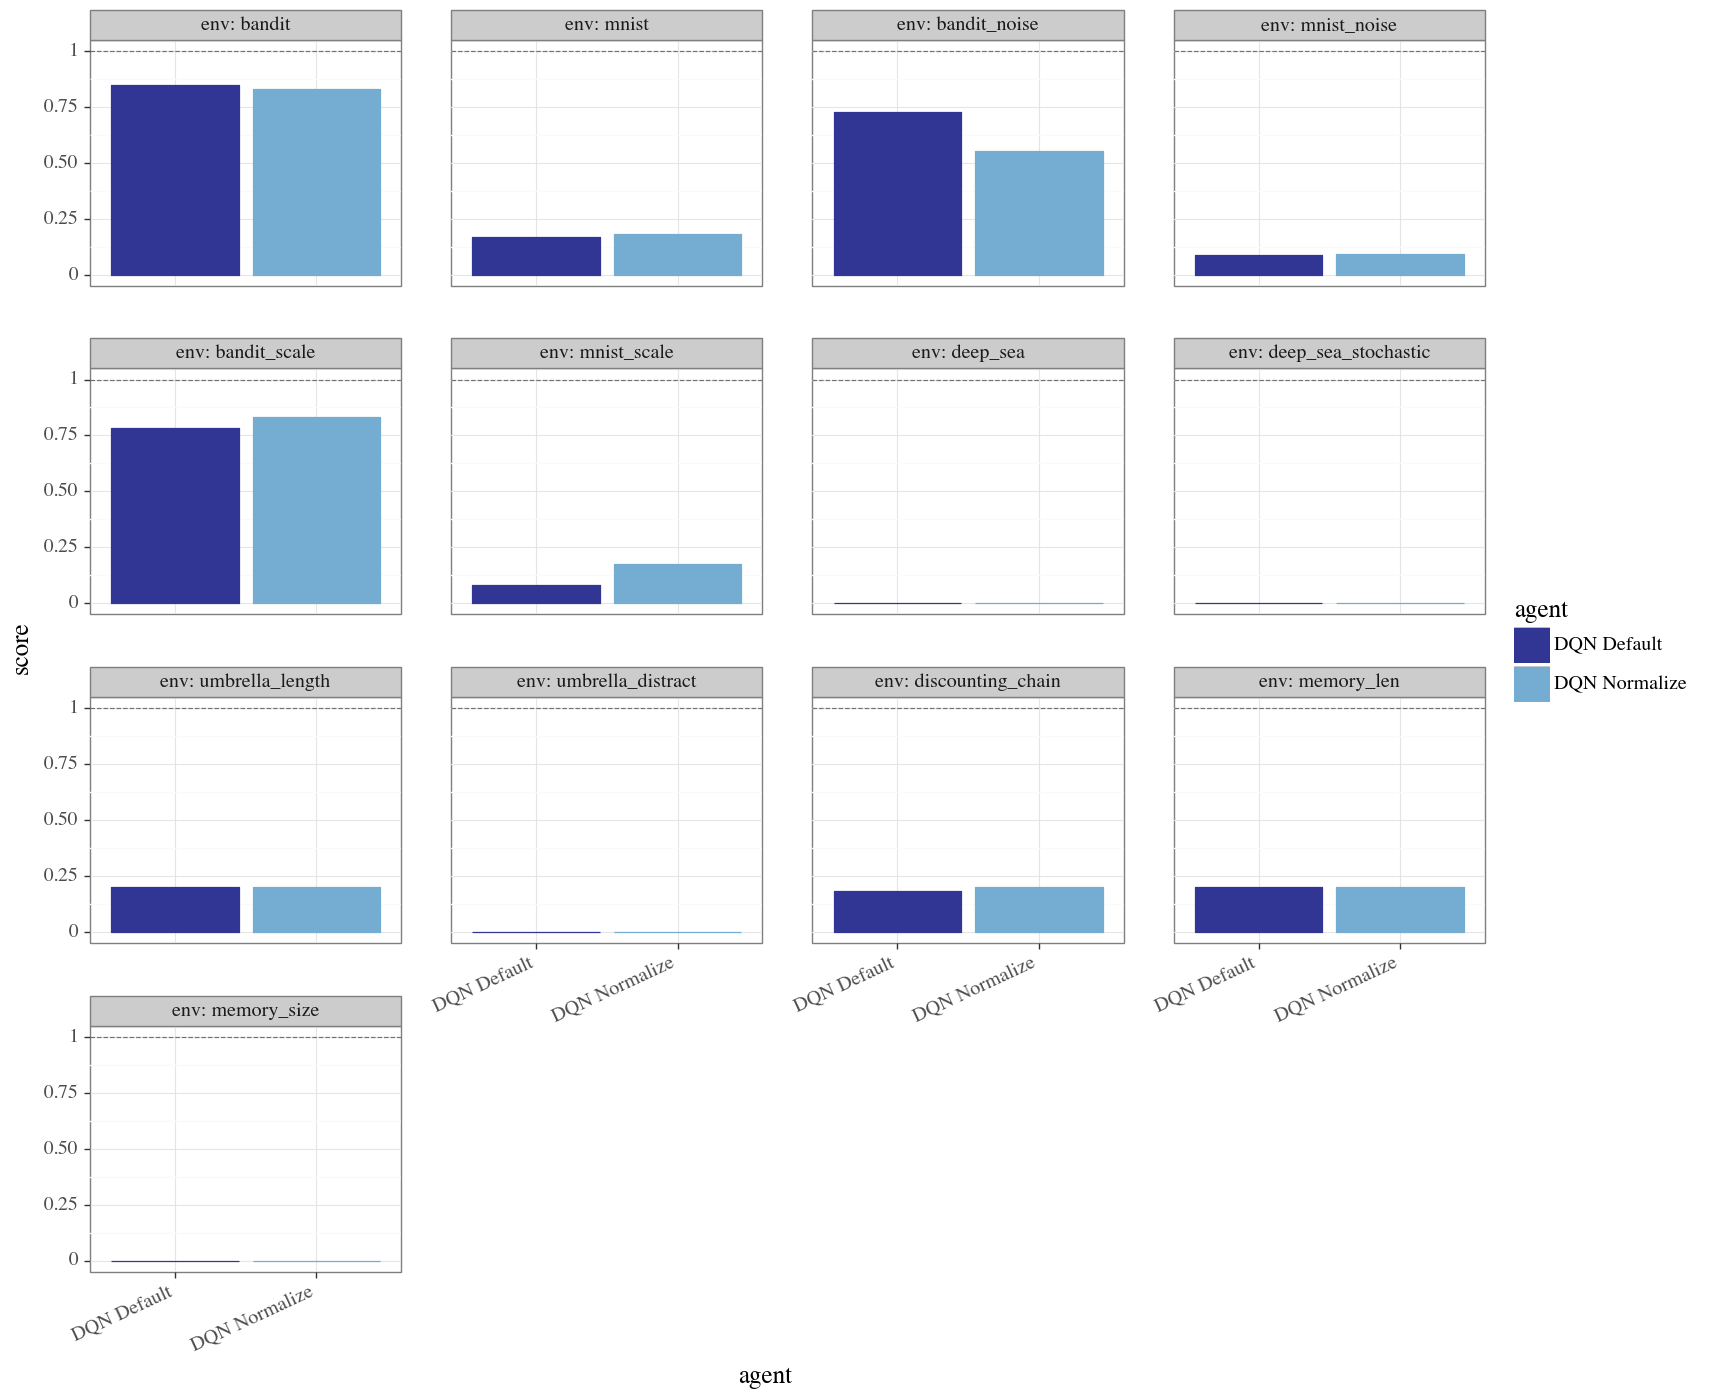 env: bandit
env: mnist
env: bandit_noise
env: mnist_noise
1
0.75
0.50
0.25
0
env: bandit_scale
env: mnist_scale
env: deep_sea
env: deep_sea_stochastic
1
0.75
0.50
0.25
0
score
agent
DQN Default
DQN Normalize
env: umbrella_length
env: umbrella_distract
env: discounting_chain
env: memory_len
1
0.75
0.50
0.25
0
DQN Default
DQN Normalize
DQN Default
DQN Normalize
DQN Default
DQN Normalize
env: memory_size
1
0.75
0.50
0.25
0
DQN Default
DQN Normalize
agent